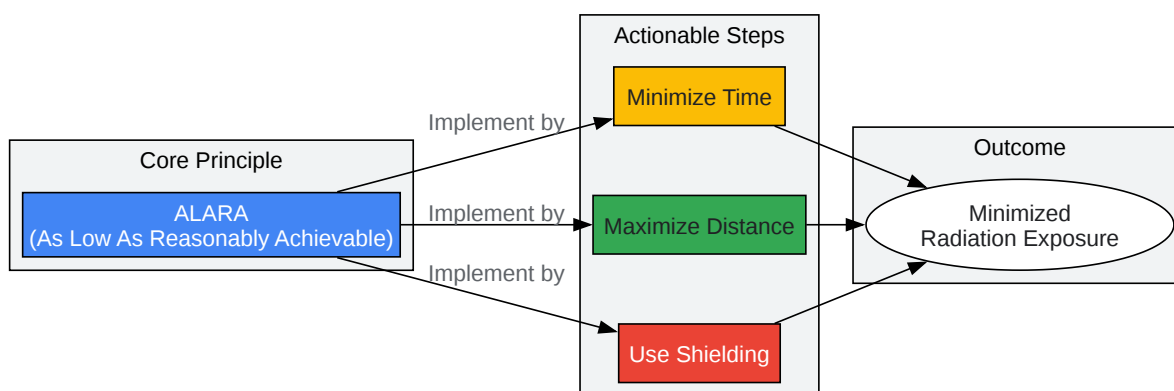 Core Principle
ALARA
(As Low As Reasonably Achievable)
Implement by
Implement by
Implement by
Actionable Steps
Minimize Time
Maximize Distance
Use Shielding
Outcome
Minimized
Radiation Exposure